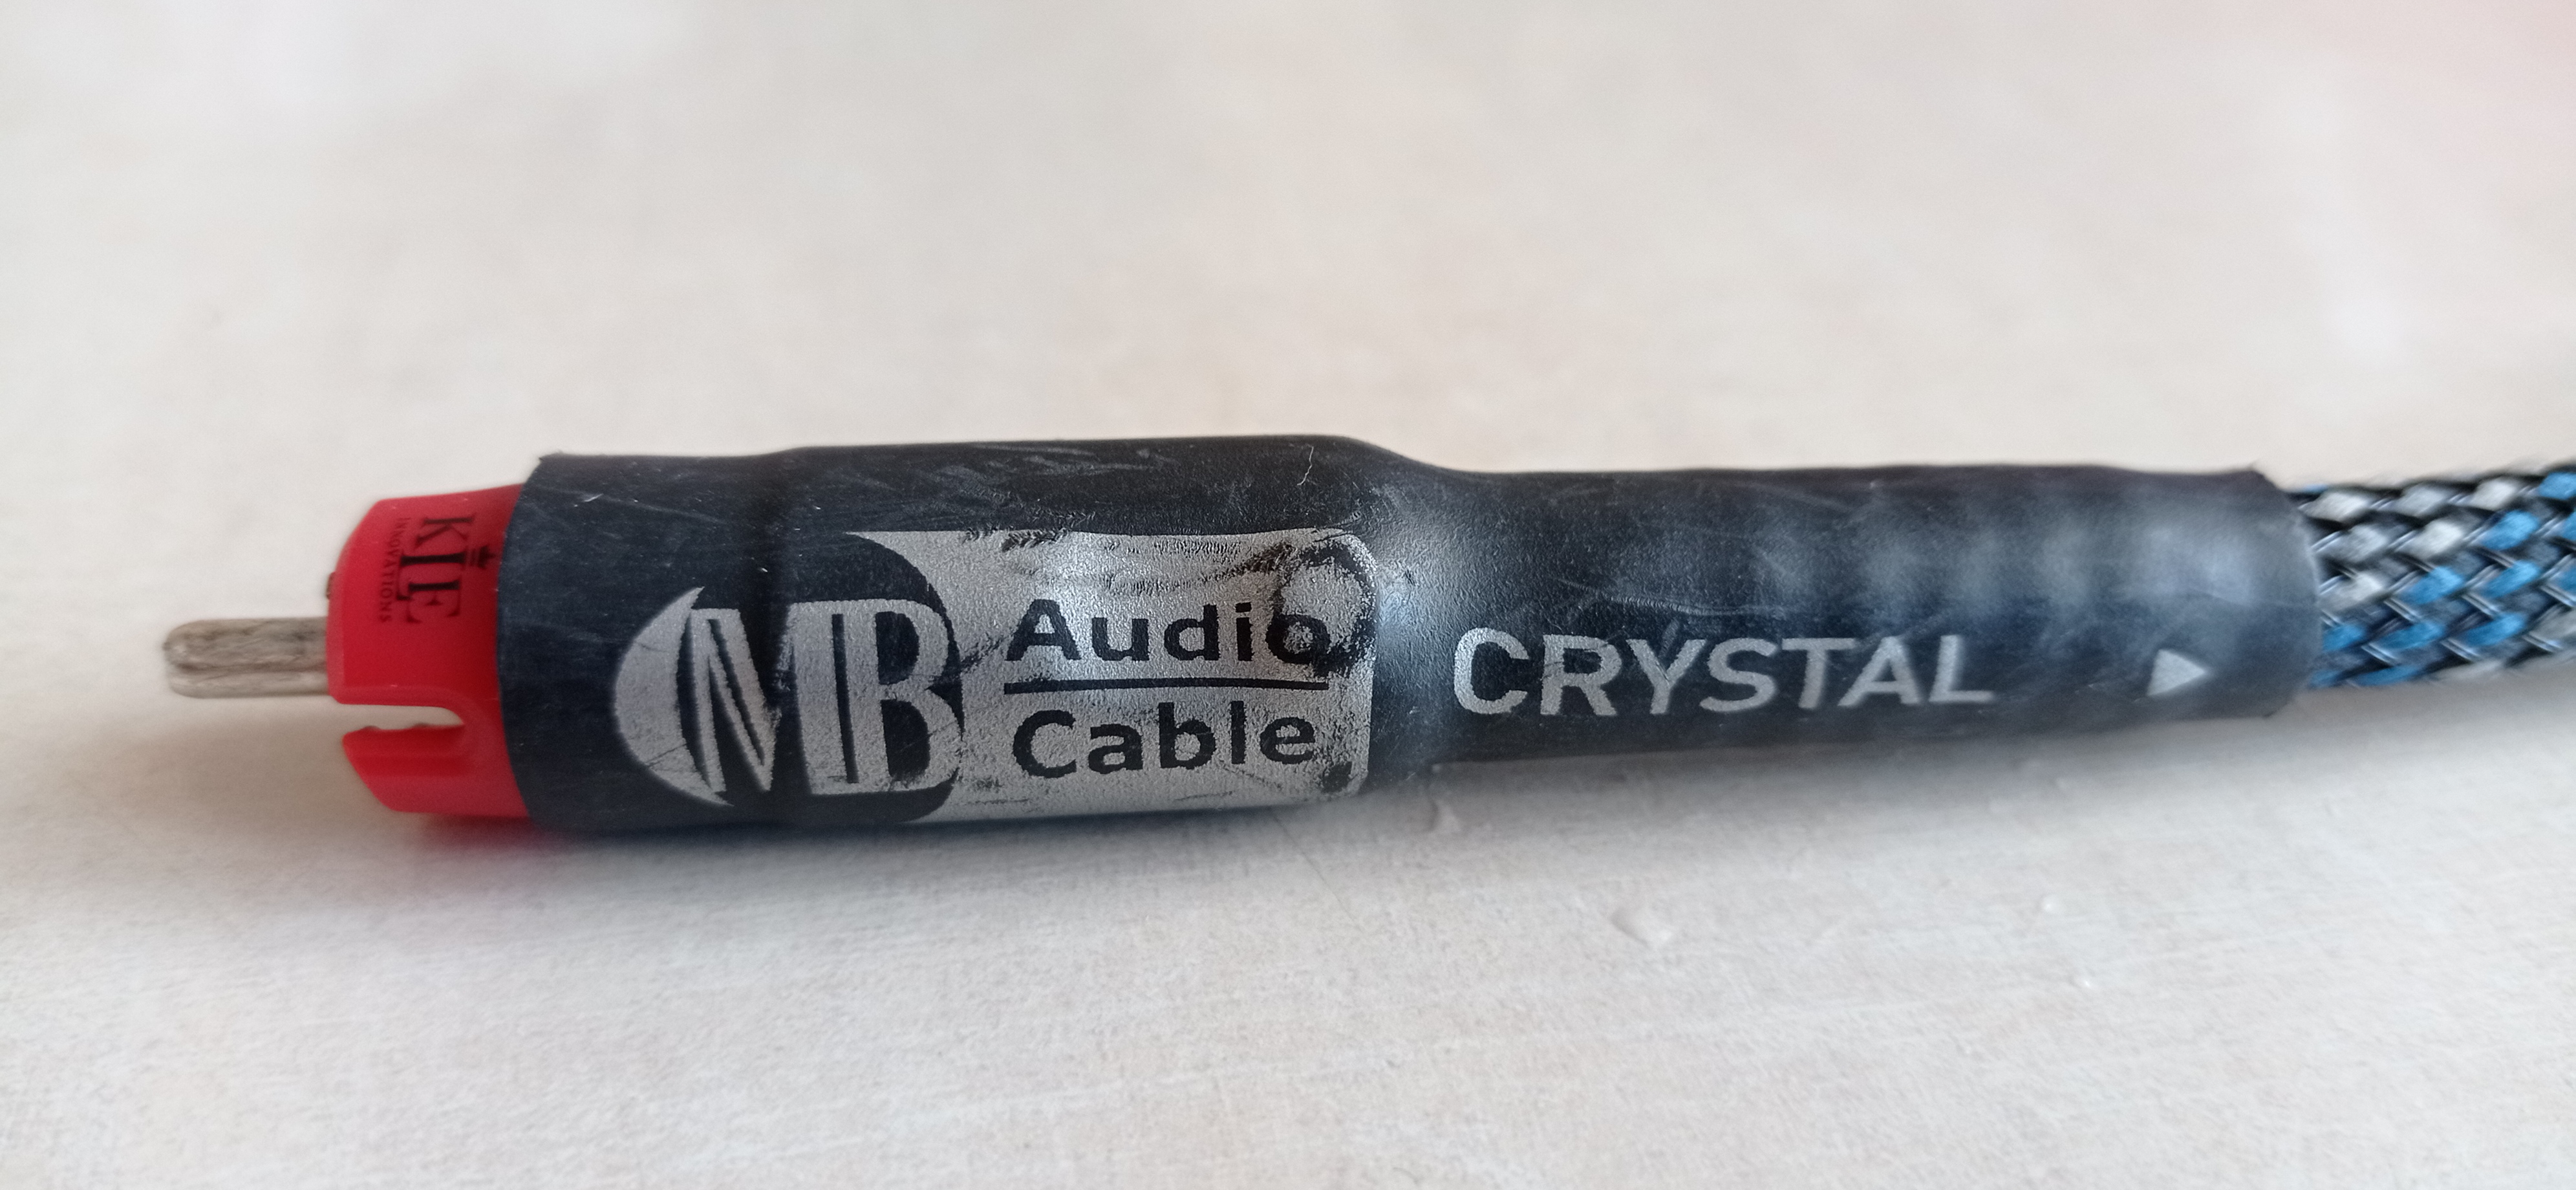 KLE
INNOVATIONS
MB
Audio
Cable
CRYSTAL